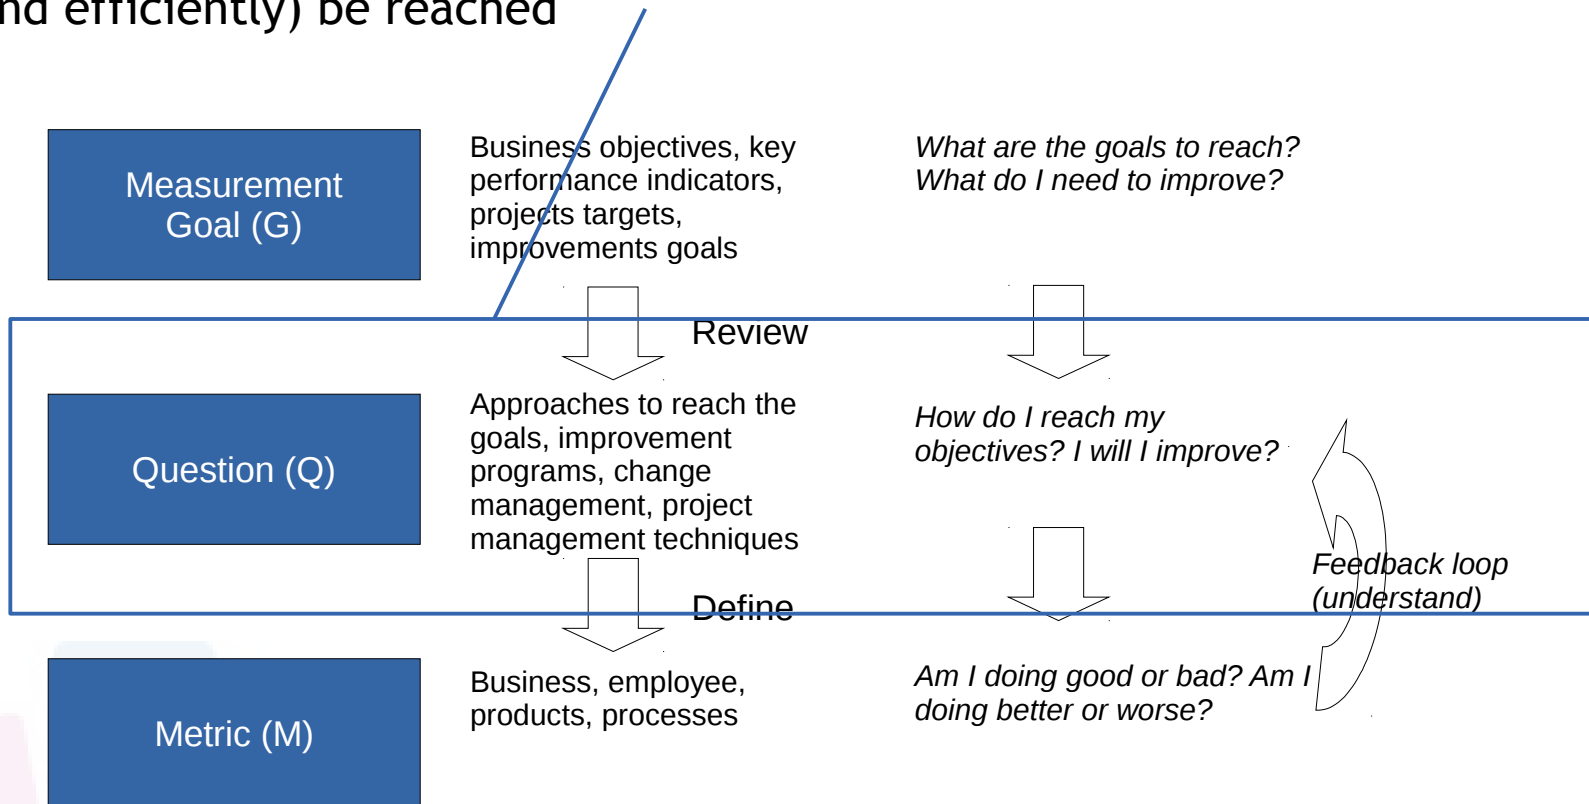 nd efficiently) be reached
Measurement
Goal (G)
Business objectives, key
performance indicators,
projects targets,
improvements goals
What are the goals to reach?
What do I need to improve?
Review
Question (Q)
Approaches to reach the
goals, improvement
programs, change
management, project
management techniques
How do I reach my
objectives? I will I improve?
Feedback loop
(understand)
Define
Metric (M)
Business, employee,
products, processes
Am I doing good or bad? Am I
doing better or worse?